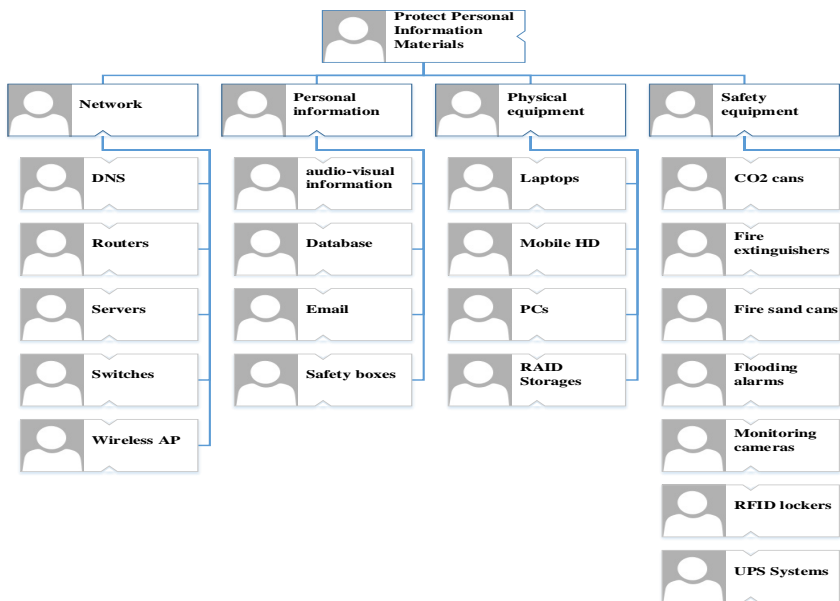 Protect Personal
Information
Materials
Network
Personal
information
Physical
equipment
Safety
equipment
DNS
Routers
Servers
Switches
Wireless AP
audio-visual
information
Database
Email
Safety boxes
Laptops
Mobile HD
PCs
RAID
Storages
CO2 cans
Fire
extinguishers
Fire sand cans
Flooding
alarms
Monitoring
cameras
RFID lockers
UPS Systems